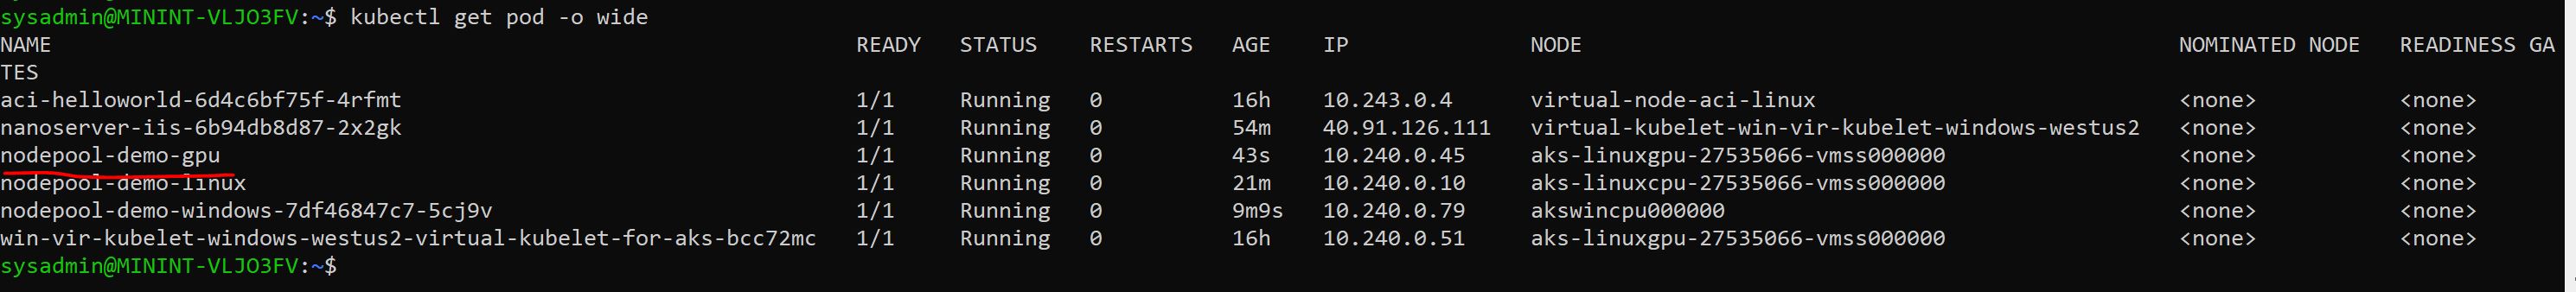 sysadmin@MININT-VLJO3FV:~$ kubectl get pod -o wide
NAME READY STATUS RESTARTS AGE IP NODE NOMINATED NODE READINESS GA
TES
aci-helloworld-6d4c6bf75f-4rfmt 1/1 Running 0 16h 10.243.0.4 virtual-node-aci-linux <none> <none>
nanoserver-iis-6b94db8d87-2x2gk 1/1 Running 0 54m 40.91.126.111 virtual-kubelet-win-vir-kubelet-windows-westus2 <none> <none>
nodepool-demo-gpu 1/1 Running 0 43s 10.240.0.45 aks-linuxgpu-27535066-vmss000000 <none> <none>
nodepool-demo-linux 1/1 Running 0 21m 10.240.0.10 aks-linuxcpu-27535066-vmss000000 <none> <none>
nodepool-demo-windows-7df46847c7-5cj9v 1/1 Running 0 9m9s 10.240.0.79 akswincpu000000 <none> <none>
win-vir-kubelet-windows-westus2-virtual-kubelet-for-aks-bcc72mc 1/1 Running 0 16h 10.240.0.51 aks-linuxgpu-27535066-vmss000000 <none> <none>
sysadmin@MININT-VLJO3FV:~$